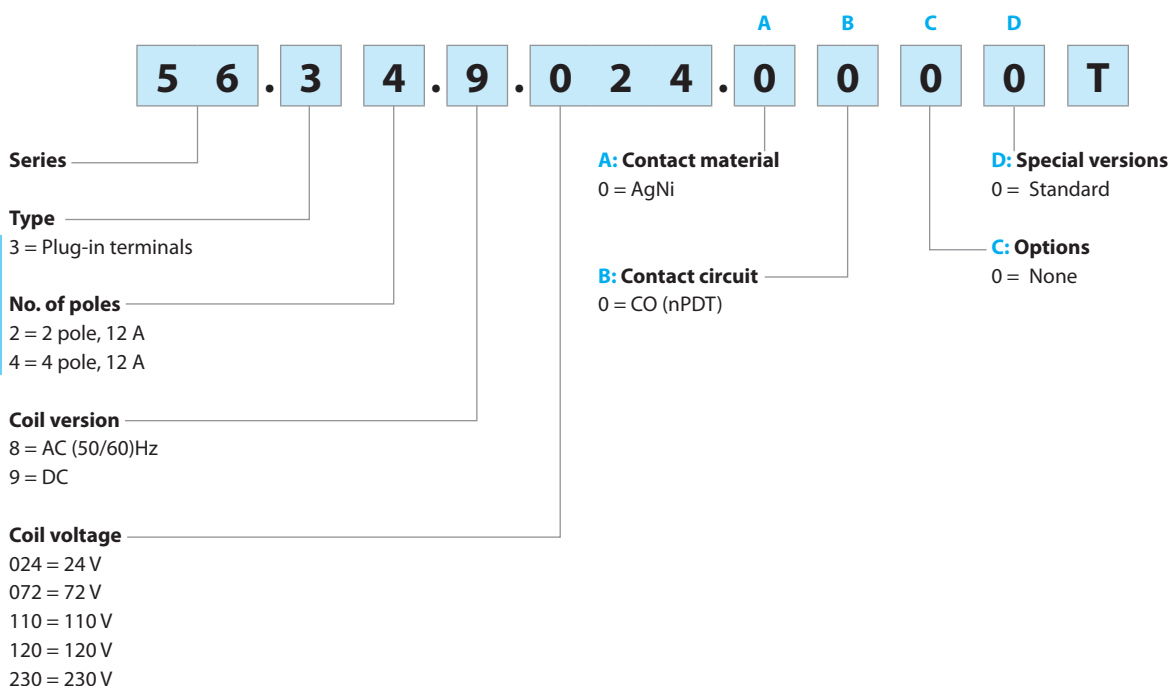 A B C D
5 6 . 3 4 . 9 . 0 2 4 . 0 0 0 0 T
Series
Type
3 = Plug-in terminals
No. of poles
2 = 2 pole, 12 A
4 = 4 pole, 12 A
Coil version
8 = AC (50/60)Hz
9 = DC
Coil voltage
024 = 24 V
072 = 72 V
110 = 110 V
120 = 120 V
230 = 230 V
A: Contact material
0 = AgNi
B: Contact circuit
0 = CO (nPDT)
D: Special versions
0 = Standard
C: Options
0 = None